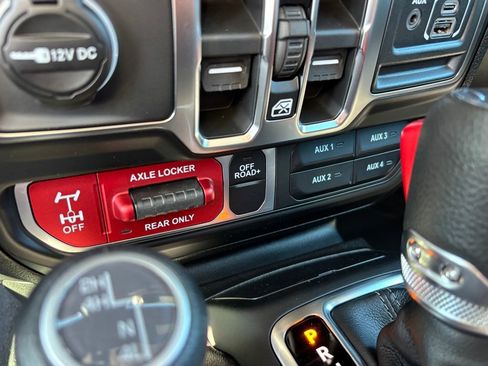 12V DC
AUX
AXLE LOCKER
REAR ONLY
OFF
OFF
ROAD+
AUX 1
AUX 2
AUX 3
AUX 4
N
P
R